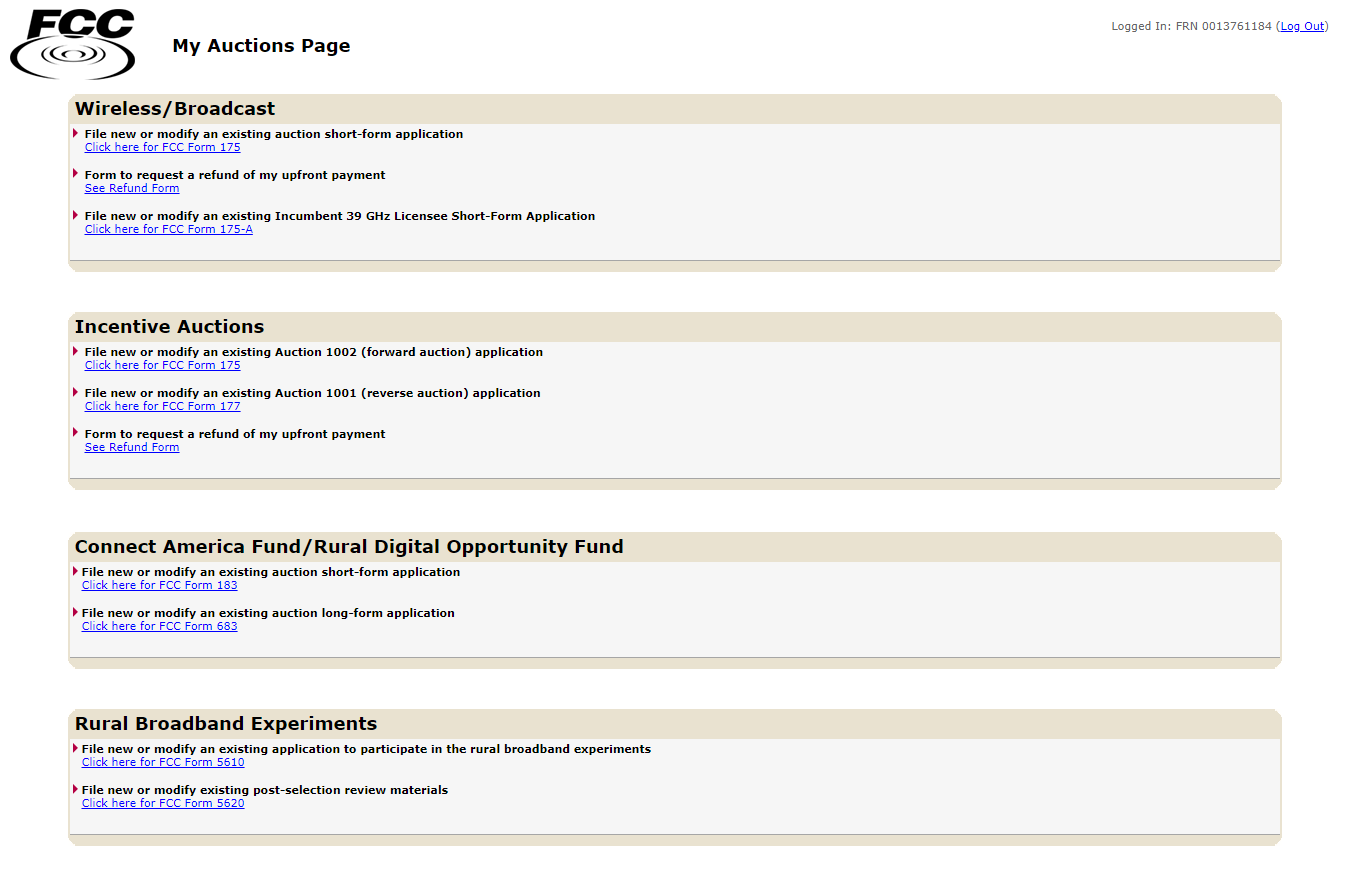 FCC
My Auctions Page
Logged In: FRN 0013761184 (Log Out)
Wireless/Broadcast
File new or modify an existing auction short-form application
Click here for FCC Form 175
Form to request a refund of my upfront payment
See Refund Form
File new or modify an existing Incumbent 39 GHz Licensee Short-Form Application
Click here for FCC Form 175-A
Incentive Auctions
File new or modify an existing Auction 1002 (forward auction) application
Click here for FCC Form 175
File new or modify an existing Auction 1001 (reverse auction) application
Click here for FCC Form 177
Form to request a refund of my upfront payment
See Refund Form
Connect America Fund/Rural Digital Opportunity Fund
File new or modify an existing auction short-form application
Click here for FCC Form 183
File new or modify an existing auction long-form application
Click here for FCC Form 683
Rural Broadband Experiments
File new or modify an existing application to participate in the rural broadband experiments
Click here for FCC Form 5610
File new or modify existing post-selection review materials
Click here for FCC Form 5620